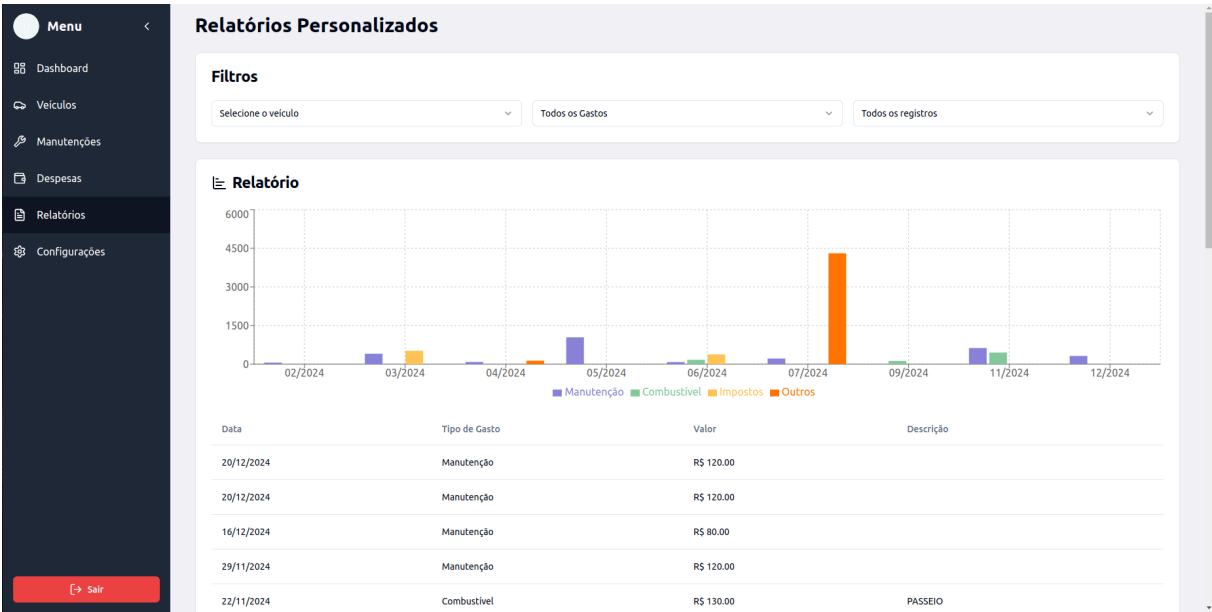 Menu
Dashboard
Veículos
Manutenções
Despesas
Relatórios
Configurações
Sair
Relatórios Personalizados
Filtros
Selecione o veículo Todos os Gastos Todos os registros
Relatório
6000
4500
3000
1500
0
02/2024 03/2024 04/2024 05/2024 06/2024 07/2024 09/2024 11/2024 12/2024
Manutenção Combustível Impostos Outros
Data Tipo de Gasto Valor Descrição
20/12/2024 Manutenção R$ 120.00
20/12/2024 Manutenção R$ 120.00
16/12/2024 Manutenção R$ 80.00
29/11/2024 Manutenção R$ 120.00
22/11/2024 Combustível R$ 130.00 PASSEIO